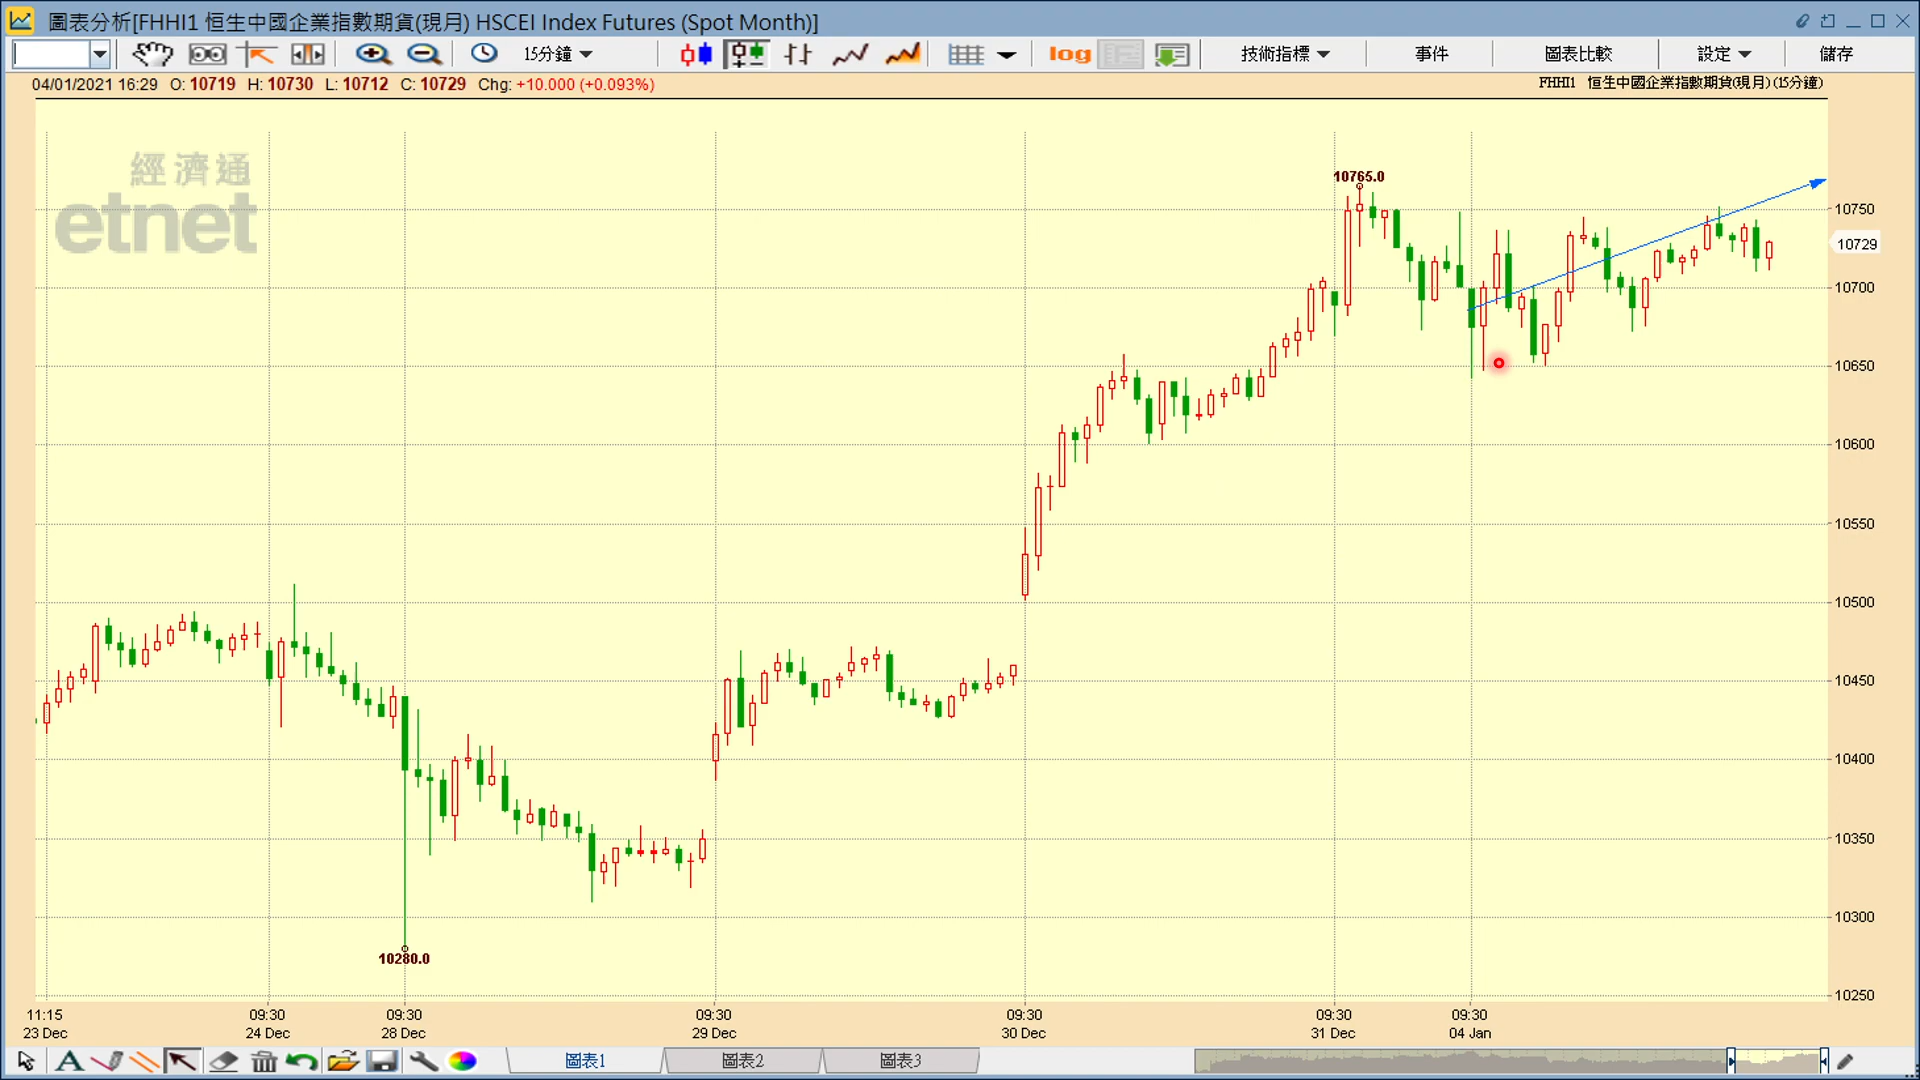 圖表分析[FHHI1 恒生中國企業指數期貨(現月) HSCEI Index Futures (Spot Month)]
15分鐘
log
技術指標
事件
圖表比較
設定
儲存
04/01/2021 16:29 O: 10719 H: 10730 L: 10712 C: 10729 Chg: +10.000 (+0.093%)
FHHI1 恒生中國企業指數期貨(現月) (15分鐘)
經濟通
etnet
10765.0
10280.0
10750
10729
10700
10650
10600
10550
10500
10450
10400
10350
10300
10250
11:15 09:30 09:30 09:30 09:30 09:30 09:30
23 Dec 24 Dec 28 Dec 29 Dec 30 Dec 31 Dec 04 Jan
A
圖表1
圖表2
圖表3